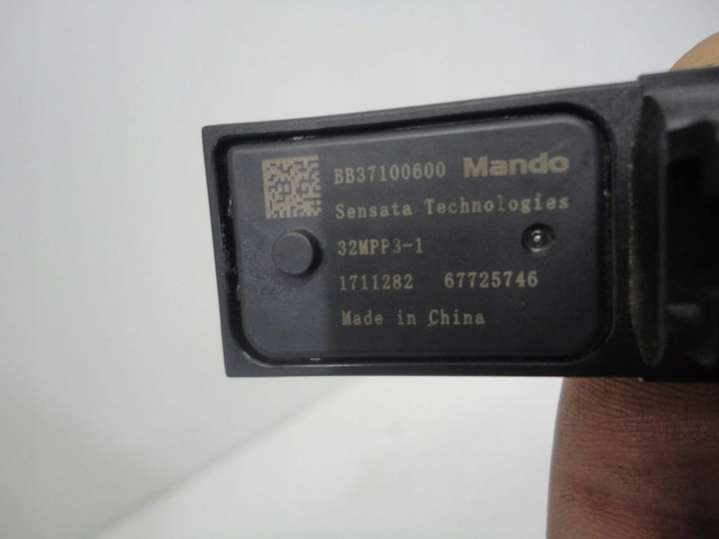 BB37100600 Mando
Sensata Technologies
32MPP3-1
1711282 67725746
Made in China